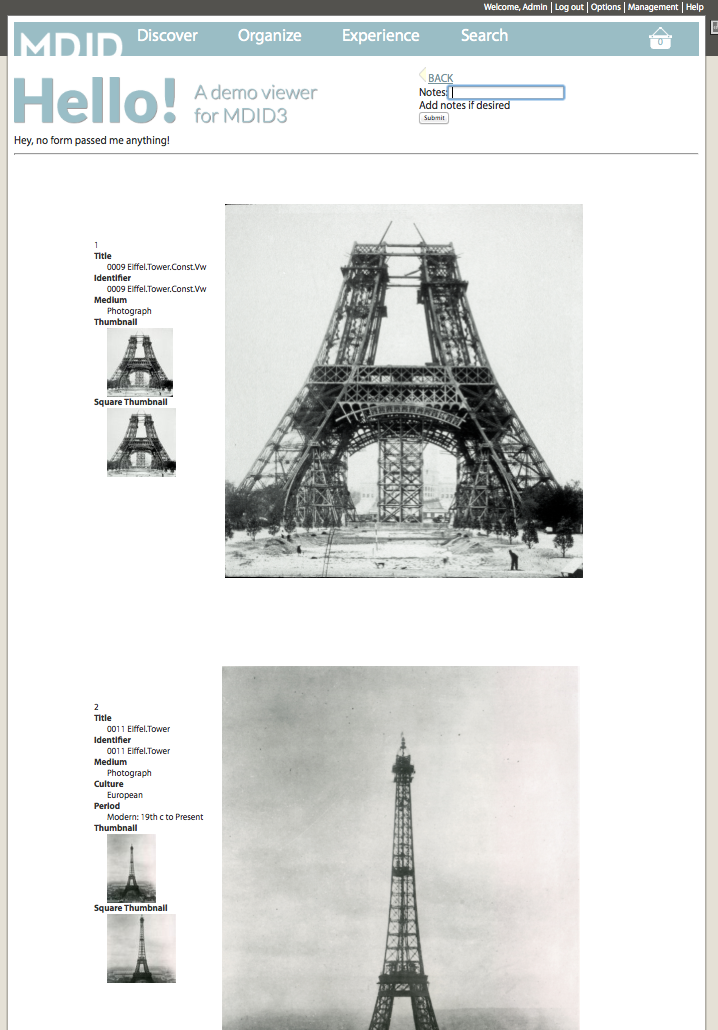 Welcome, Admin | Log out | Options | Management | Help
MDID Discover Organize Experience Search
0
Hello! A demo viewer
for MDID3
BACK
Notes:
Add notes if desired
Submit
Hey, no form passed me anything!
1
Title
0009 Eiffel.Tower.Const.Vw
Identifier
0009 Eiffel.Tower.Const.Vw
Medium
Photograph
Thumbnail
Square Thumbnail
2
Title
0011 Eiffel.Tower
Identifier
0011 Eiffel.Tower
Medium
Photograph
Culture
European
Period
Modern: 19th c to Present
Thumbnail
Square Thumbnail